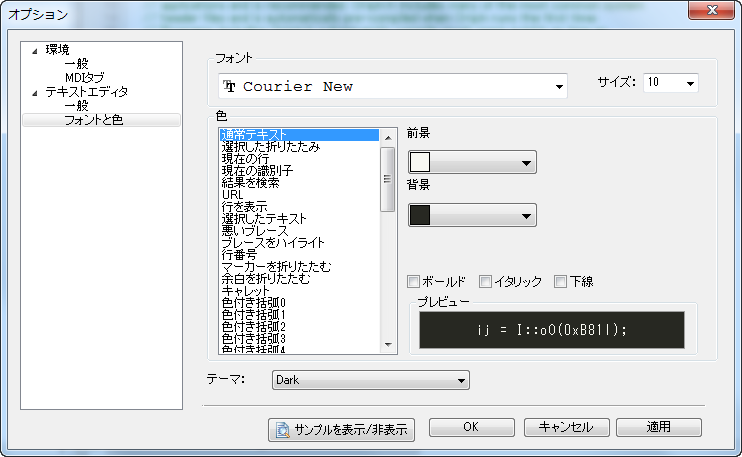 オプション
環境
一般
MDIタブ
テキストエディタ
一般
フォントと色
フォント
Courier New
サイズ: 10
色
通常テキスト
選択した折りたたみ
現在の行
現在の識別子
結果を検索
URL
行を表示
選択したテキスト
悪いブレース
ブレースをハイライト
行番号
マーカーを折りたたむ
余白を折りたたむ
キャレット
色付き括弧0
色付き括弧1
色付き括弧2
色付き括弧3
色付き括弧4
前景
背景
ボールド イタリック 下線
プレビュー
ij = I::oO(0xB81l);
テーマ: Dark
サンプルを表示/非表示 OK キャンセル 適用